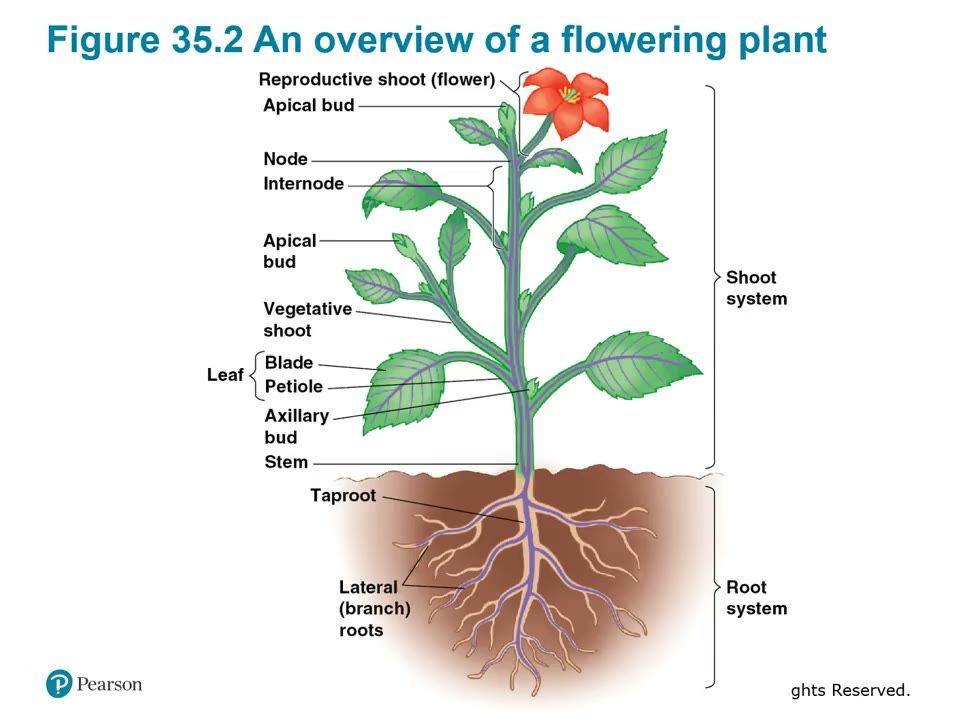 Figure 35.2 An overview of a flowering plant
Reproductive shoot (flower)
Apical bud
Node
Internode
Apical
bud
Vegetative
shoot
Leaf
Blade
Petiole
Axillary
bud
Stem
Shoot
system
Taproot
Lateral
(branch)
roots
Root
system
Pearson
ghts Reserved.